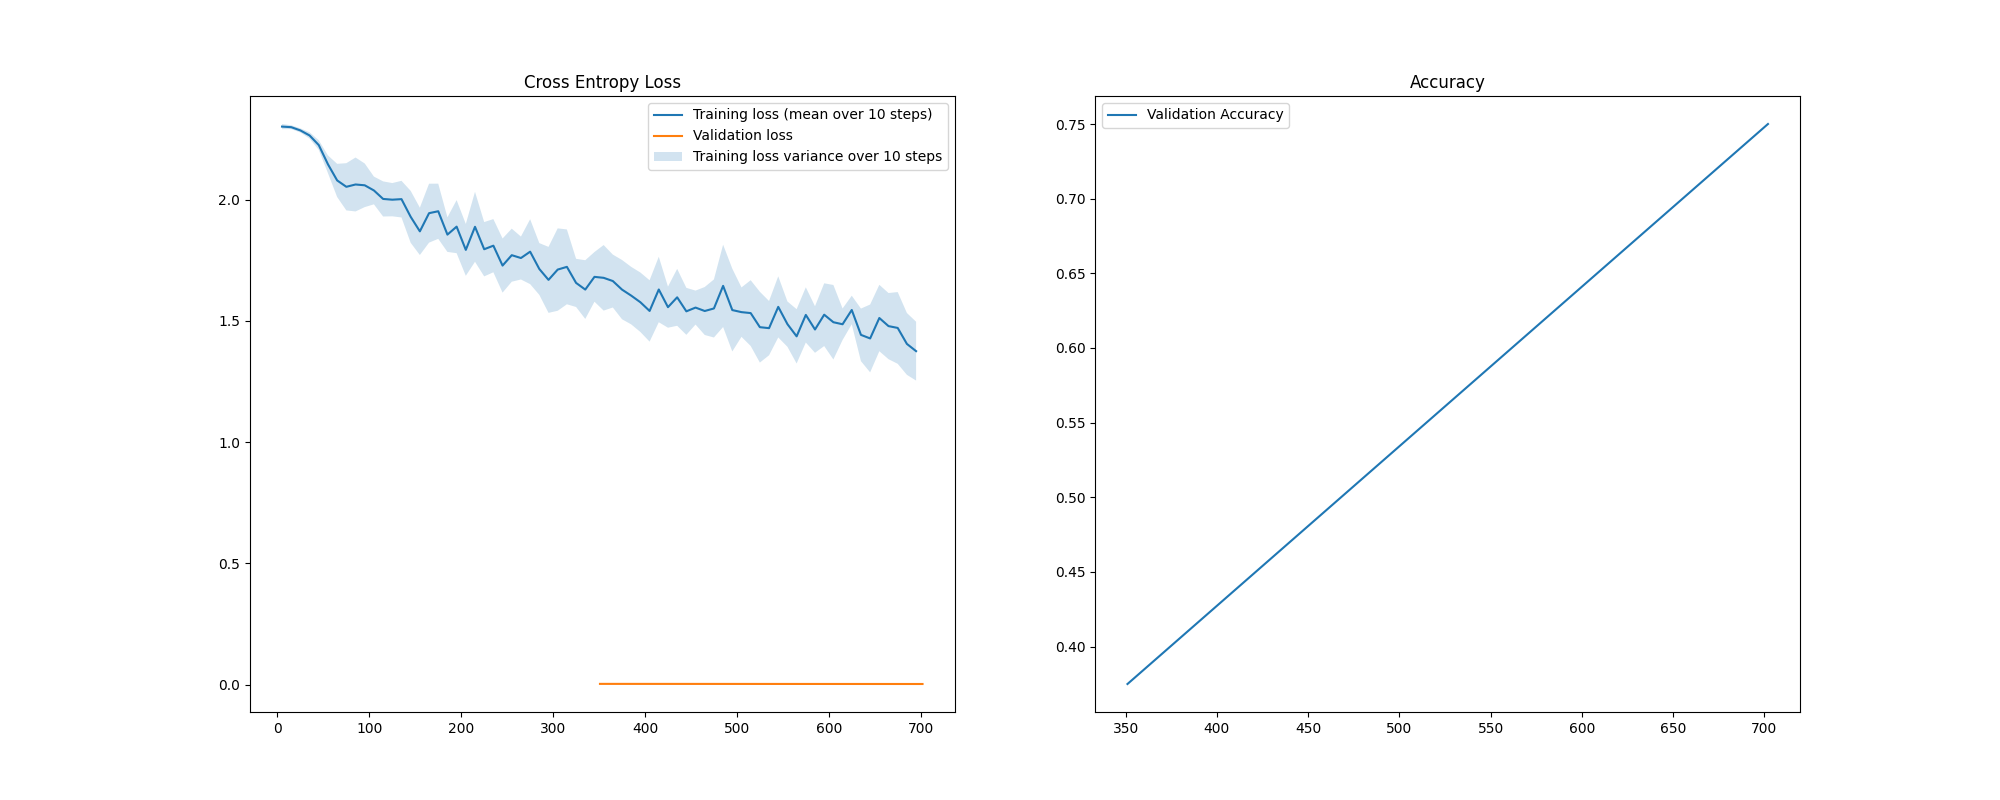 Cross Entropy Loss
Training loss (mean over 10 steps)
Validation loss
Training loss variance over 10 steps
2.0
1.5
1.0
0.5
0.0
0 100 200 300 400 500 600 700
Accuracy
Validation Accuracy
0.75
0.70
0.65
0.60
0.55
0.50
0.45
0.40
350 400 450 500 550 600 650 700